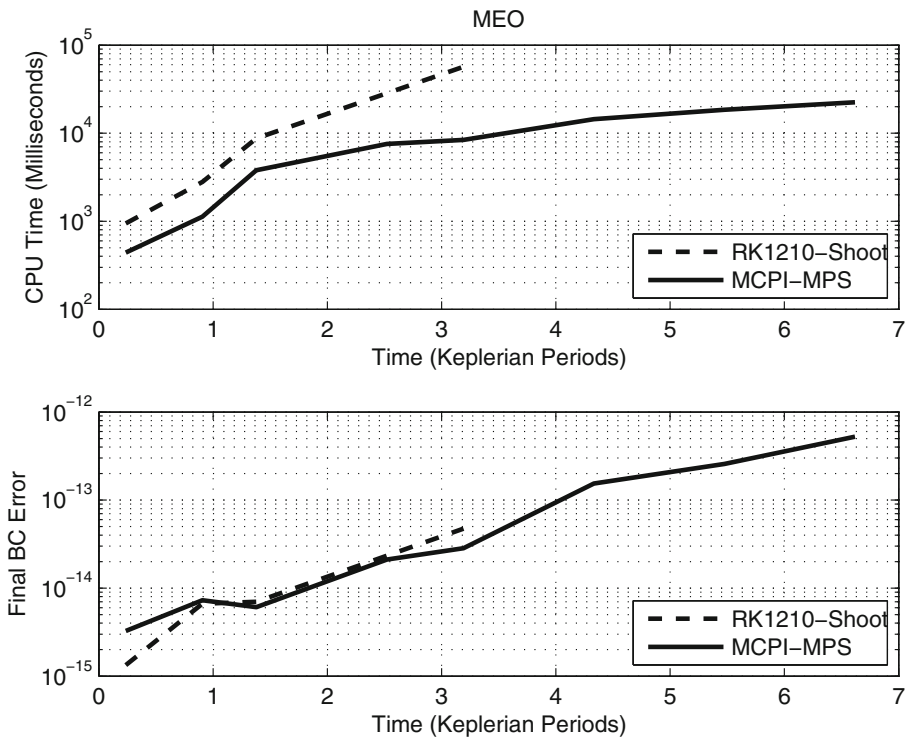 MEO
CPU Time (Milliseconds)
10^5
10^4
10^3
10^2
0 1 2 3 4 5 6 7
Time (Keplerian Periods)
RK1210−Shoot
MCPI−MPS
Final BC Error
10^−12
10^−13
10^−14
10^−15
0 1 2 3 4 5 6 7
Time (Keplerian Periods)
RK1210−Shoot
MCPI−MPS